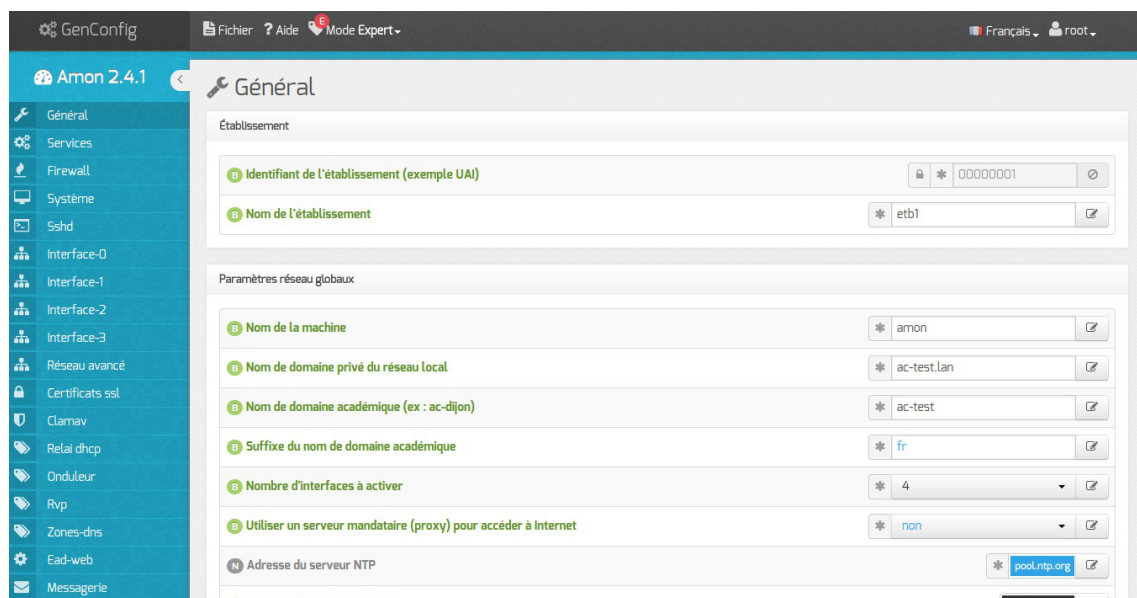 GenConfig
Fichier ? Aide E Mode Expert
Français root
Amon 2.4.1
Général
Services
Firewall
Système
Sshd
Interface-0
Interface-1
Interface-2
Interface-3
Réseau avancé
Certificats ssl
Clamav
Relai dhcp
Onduleur
Rvp
Zones-dns
Ead-web
Messagerie
Général
Établissement
B Identifiant de l'établissement (exemple UAI) 00000001
B Nom de l'établissement etb1
Paramètres réseau globaux
B Nom de la machine amon
B Nom de domaine privé du réseau local ac-test.lan
B Nom de domaine académique (ex : ac-dijon) ac-test
B Suffixe du nom de domaine académique fr
B Nombre d'interfaces à activer 4
B Utiliser un serveur mandataire (proxy) pour accéder à Internet non
N Adresse du serveur NTP pool.ntp.org